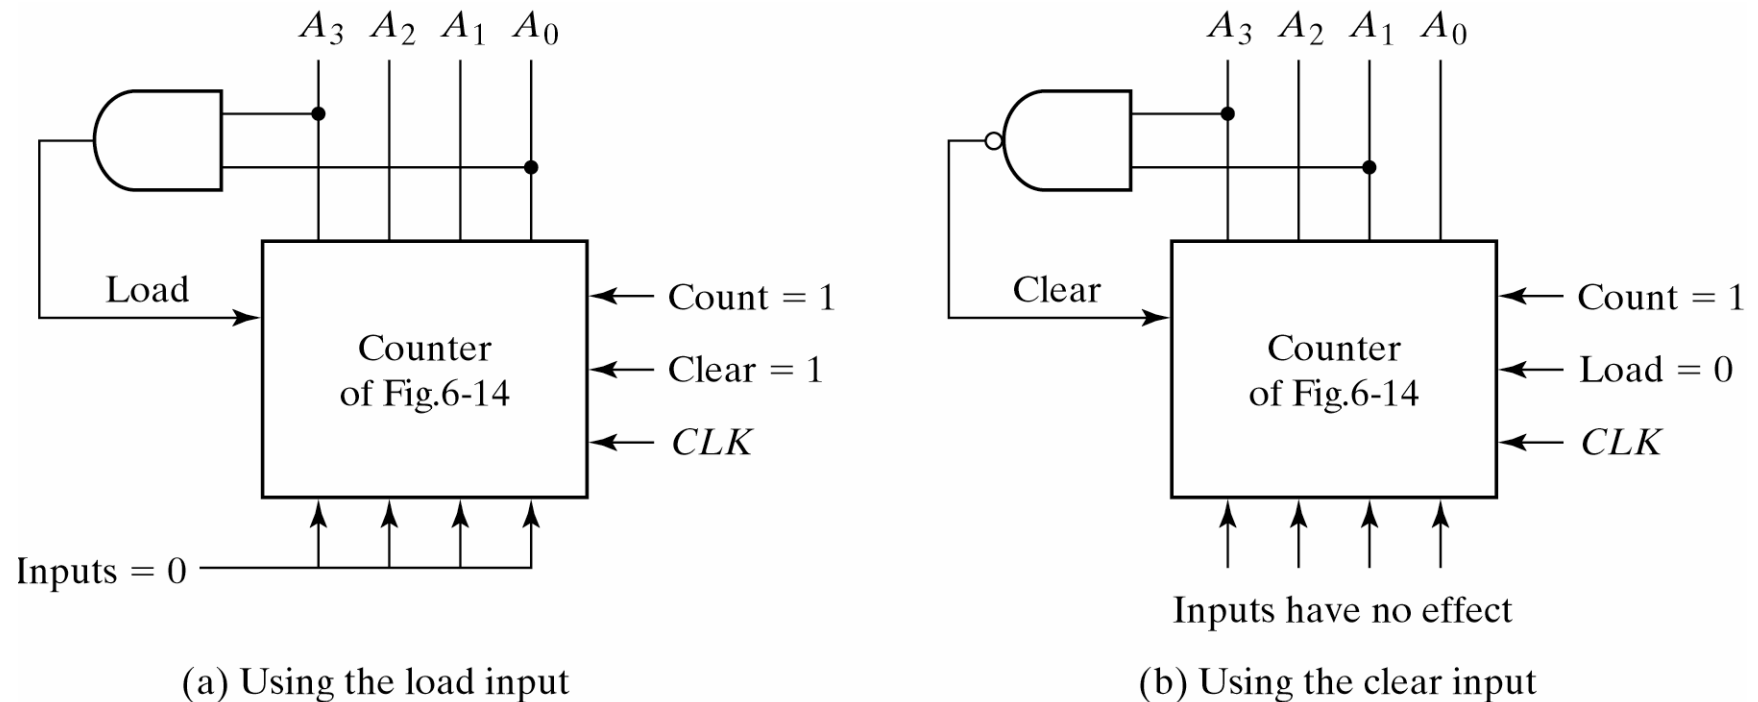 A₃ A₂ A₁ A₀
Load
Count = 1
Counter
of Fig.6-14
Clear = 1
CLK
Inputs = 0
(a) Using the load input
A₃ A₂ A₁ A₀
Clear
Count = 1
Counter
of Fig.6-14
Load = 0
CLK
Inputs have no effect
(b) Using the clear input